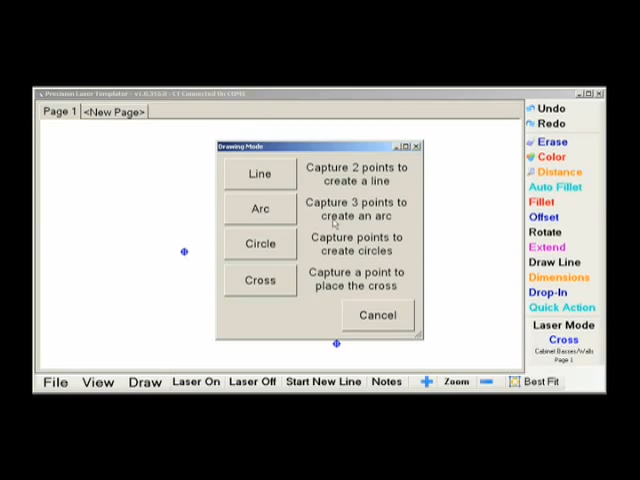 Precision Laser Templator - v1.0.355.0 - CT Connected On COM5
Page 1
<New Page>
Undo
Redo
Erase
Color
Distance
Auto Fillet
Fillet
Offset
Rotate
Extend
Draw Line
Dimensions
Drop-In
Quick Action
Laser Mode
Cross
Cabinet Basses/Walls
Page 1
Drawing Mode
Line
Capture 2 points to
create a line
Arc
Capture 3 points to
create an arc
Circle
Capture points to
create circles
Cross
Capture a point to
place the cross
Cancel
File
View
Draw
Laser On
Laser Off
Start New Line
Notes
Zoom
Best Fit